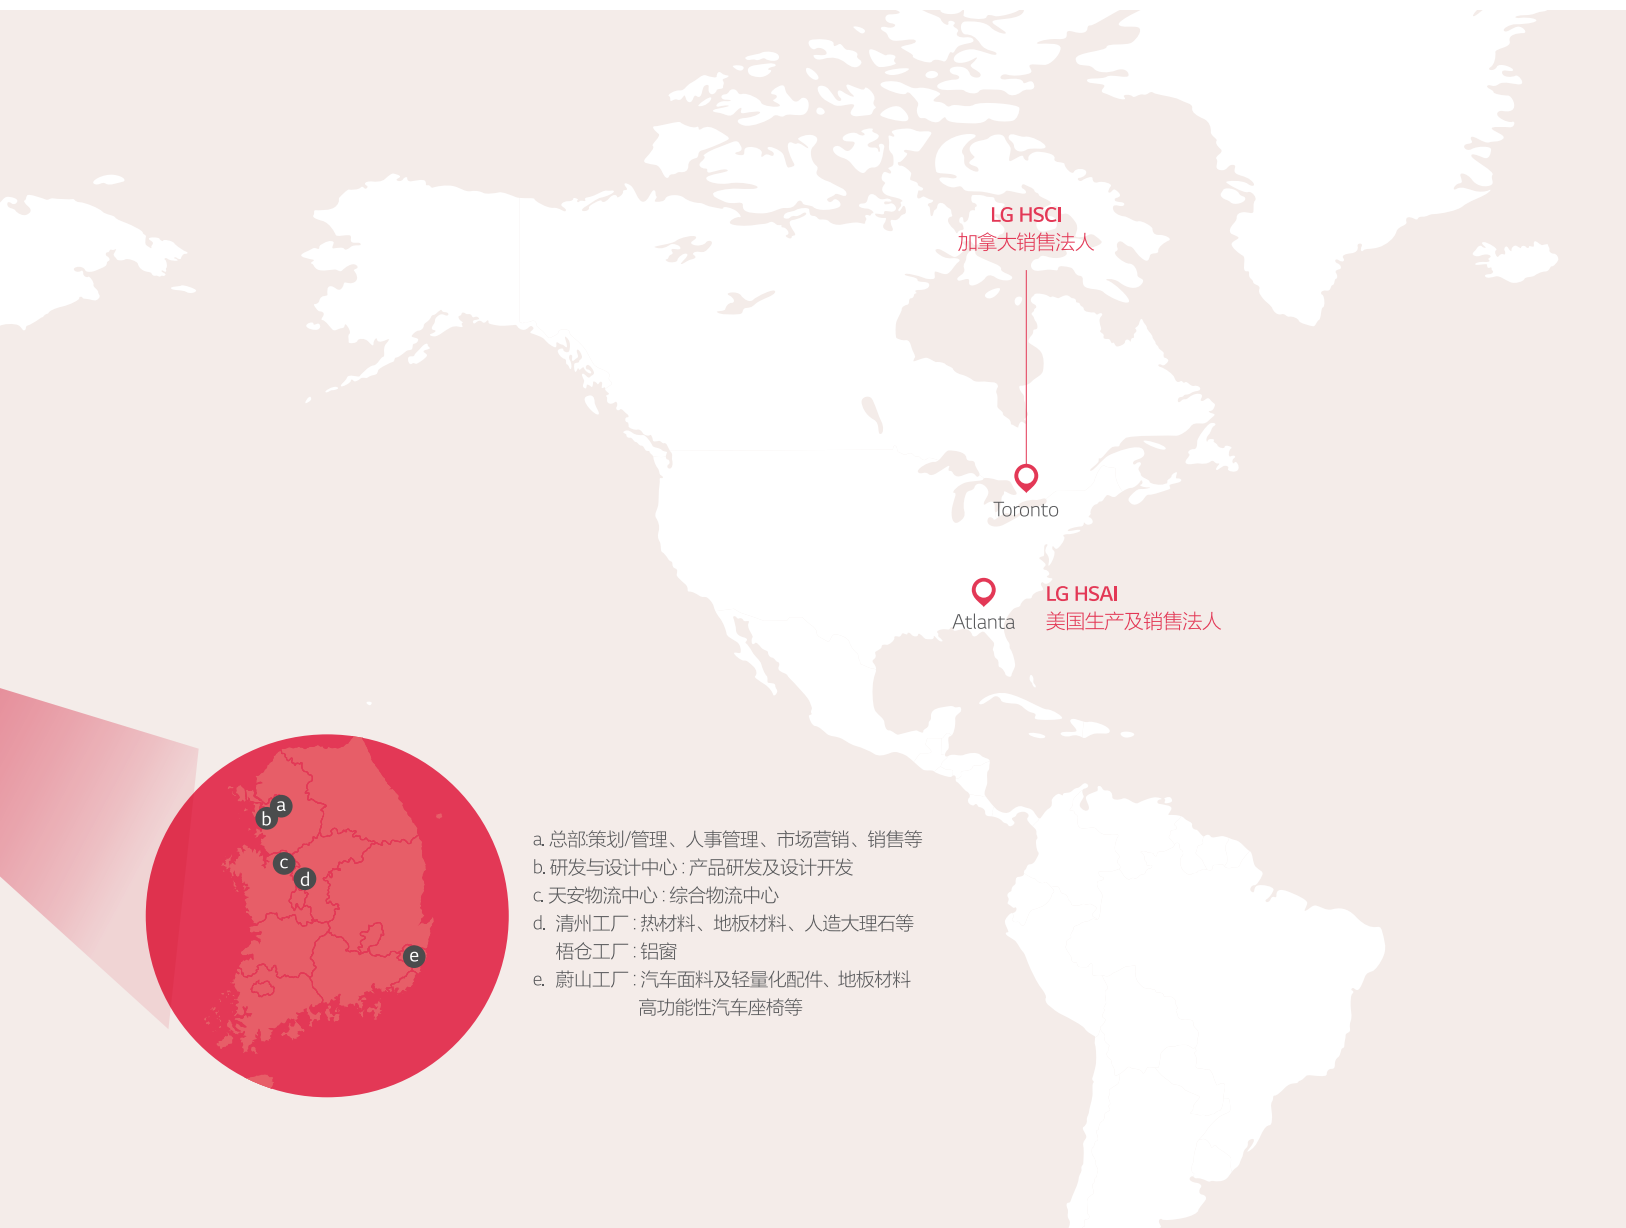 LG HSCI
加拿大销售法人
Toronto
Atlanta
LG HSAI
美国生产及销售法人
a
b
c
d
e
a. 总部:策划/管理、人事管理、市场营销、销售等
b. 研发与设计中心 : 产品研发及设计开发
c. 天安物流中心 : 综合物流中心
d. 清州工厂 : 热材料、地板材料、人造大理石等
梧仓工厂 : 铝窗
e. 蔚山工厂 : 汽车面料及轻量化配件、地板材料
高功能性汽车座椅等